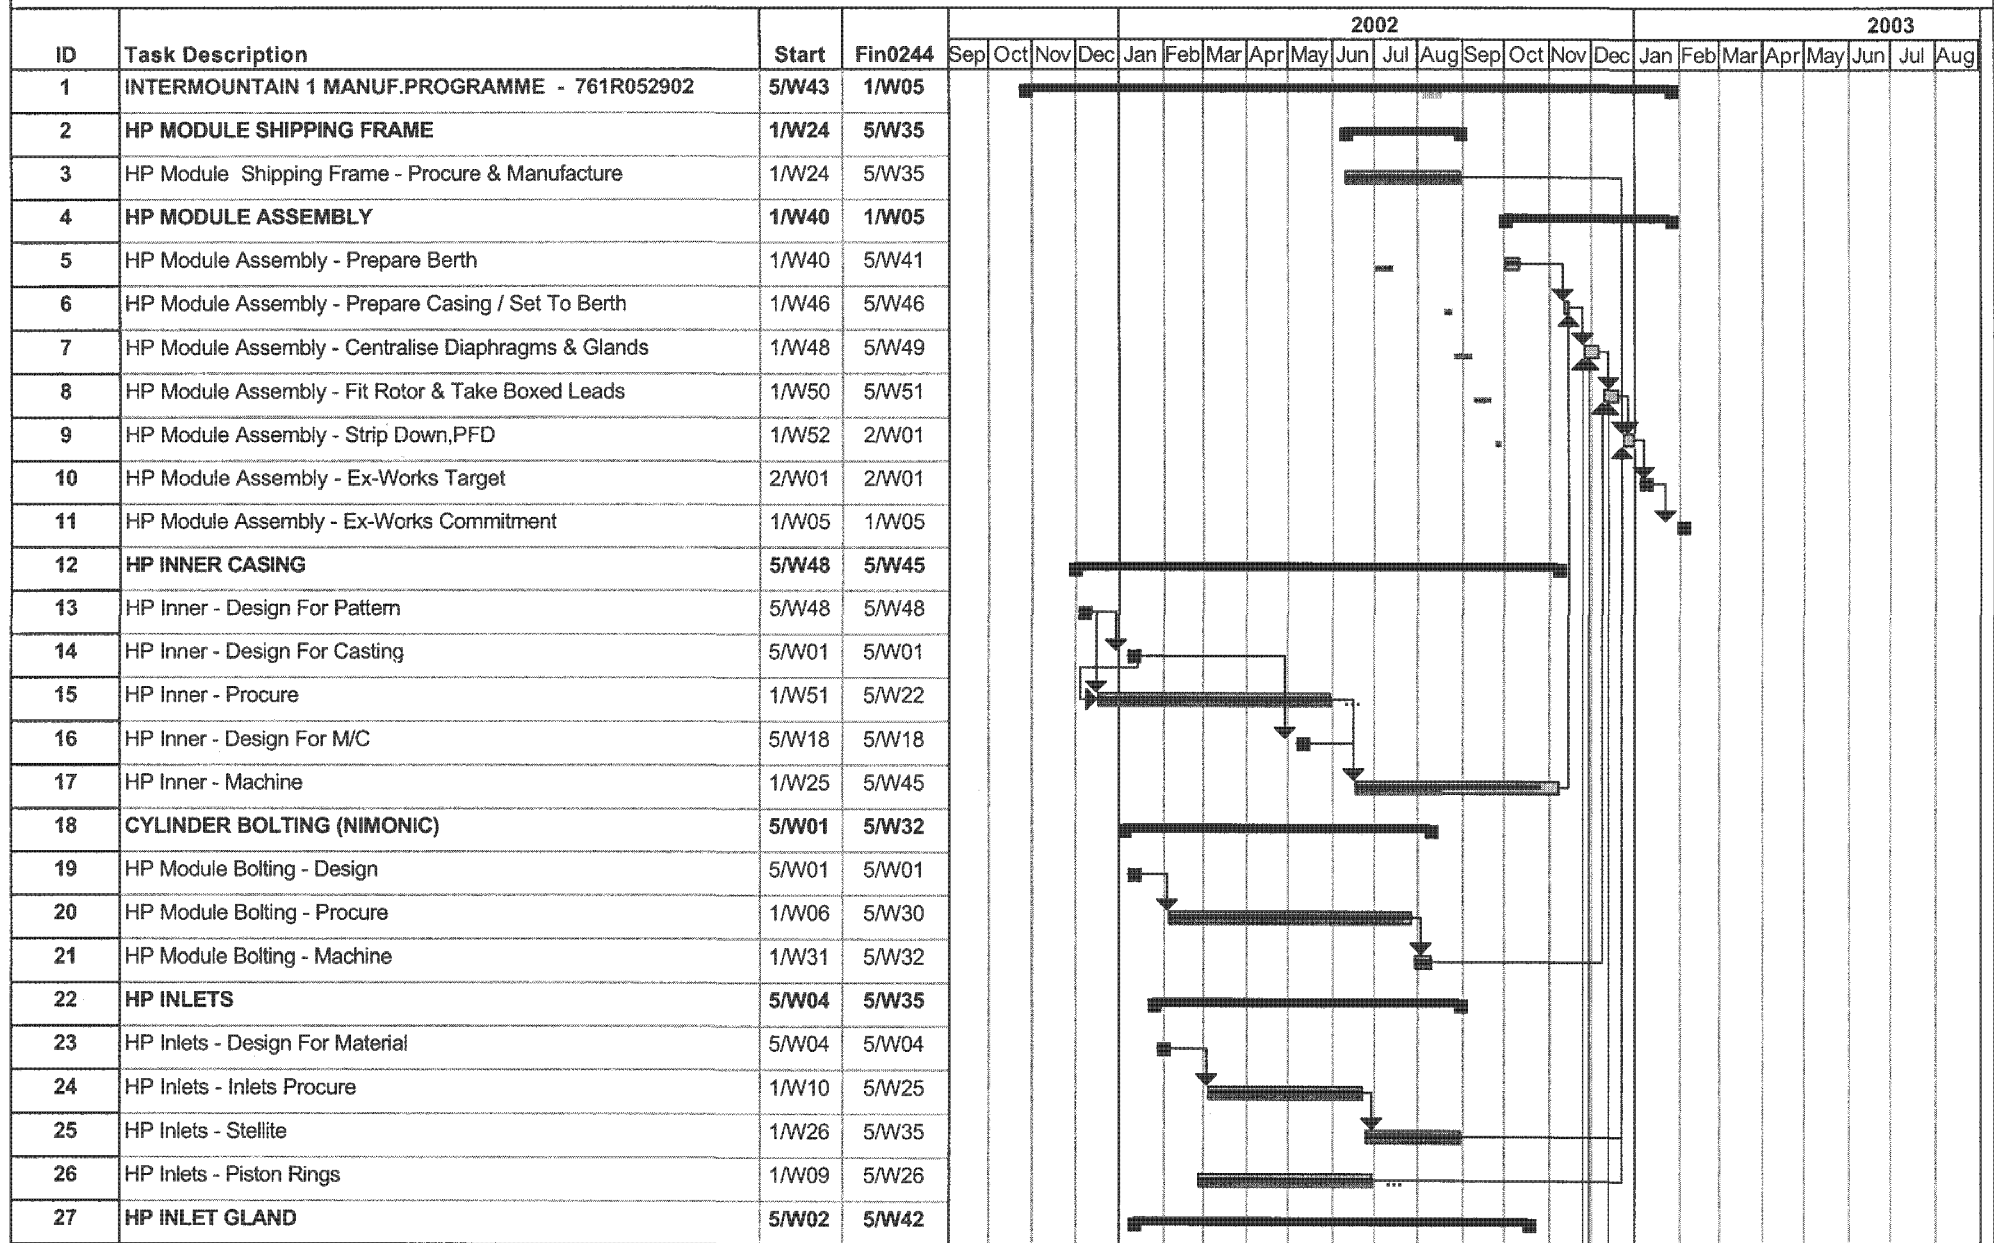 2002 2003
ID Task Description Start Fin0244 Sep Oct Nov Dec Jan Feb Mar Apr May Jun Jul Aug Sep Oct Nov Dec Jan Feb Mar Apr May Jun Jul Aug
1 INTERMOUNTAIN 1 MANUF.PROGRAMME - 761R052902 5/W43 1/W05
2 HP MODULE SHIPPING FRAME 1/W24 5/W35
3 HP Module Shipping Frame - Procure & Manufacture 1/W24 5/W35
4 HP MODULE ASSEMBLY 1/W40 1/W05
5 HP Module Assembly - Prepare Berth 1/W40 5/W41
6 HP Module Assembly - Prepare Casing / Set To Berth 1/W46 5/W46
7 HP Module Assembly - Centralise Diaphragms & Glands 1/W48 5/W49
8 HP Module Assembly - Fit Rotor & Take Boxed Leads 1/W50 5/W51
9 HP Module Assembly - Strip Down,PFD 1/W52 2/W01
10 HP Module Assembly - Ex-Works Target 2/W01 2/W01
11 HP Module Assembly - Ex-Works Commitment 1/W05 1/W05
12 HP INNER CASING 5/W48 5/W45
13 HP Inner - Design For Pattern 5/W48 5/W48
14 HP Inner - Design For Casting 5/W01 5/W01
15 HP Inner - Procure 1/W51 5/W22
16 HP Inner - Design For M/C 5/W18 5/W18
17 HP Inner - Machine 1/W25 5/W45
18 CYLINDER BOLTING (NIMONIC) 5/W01 5/W32
19 HP Module Bolting - Design 5/W01 5/W01
20 HP Module Bolting - Procure 1/W06 5/W30
21 HP Module Bolting - Machine 1/W31 5/W32
22 HP INLETS 5/W04 5/W35
23 HP Inlets - Design For Material 5/W04 5/W04
24 HP Inlets - Inlets Procure 1/W10 5/W25
25 HP Inlets - Stellite 1/W26 5/W35
26 HP Inlets - Piston Rings 1/W09 5/W26
27 HP INLET GLAND 5/W02 5/W42